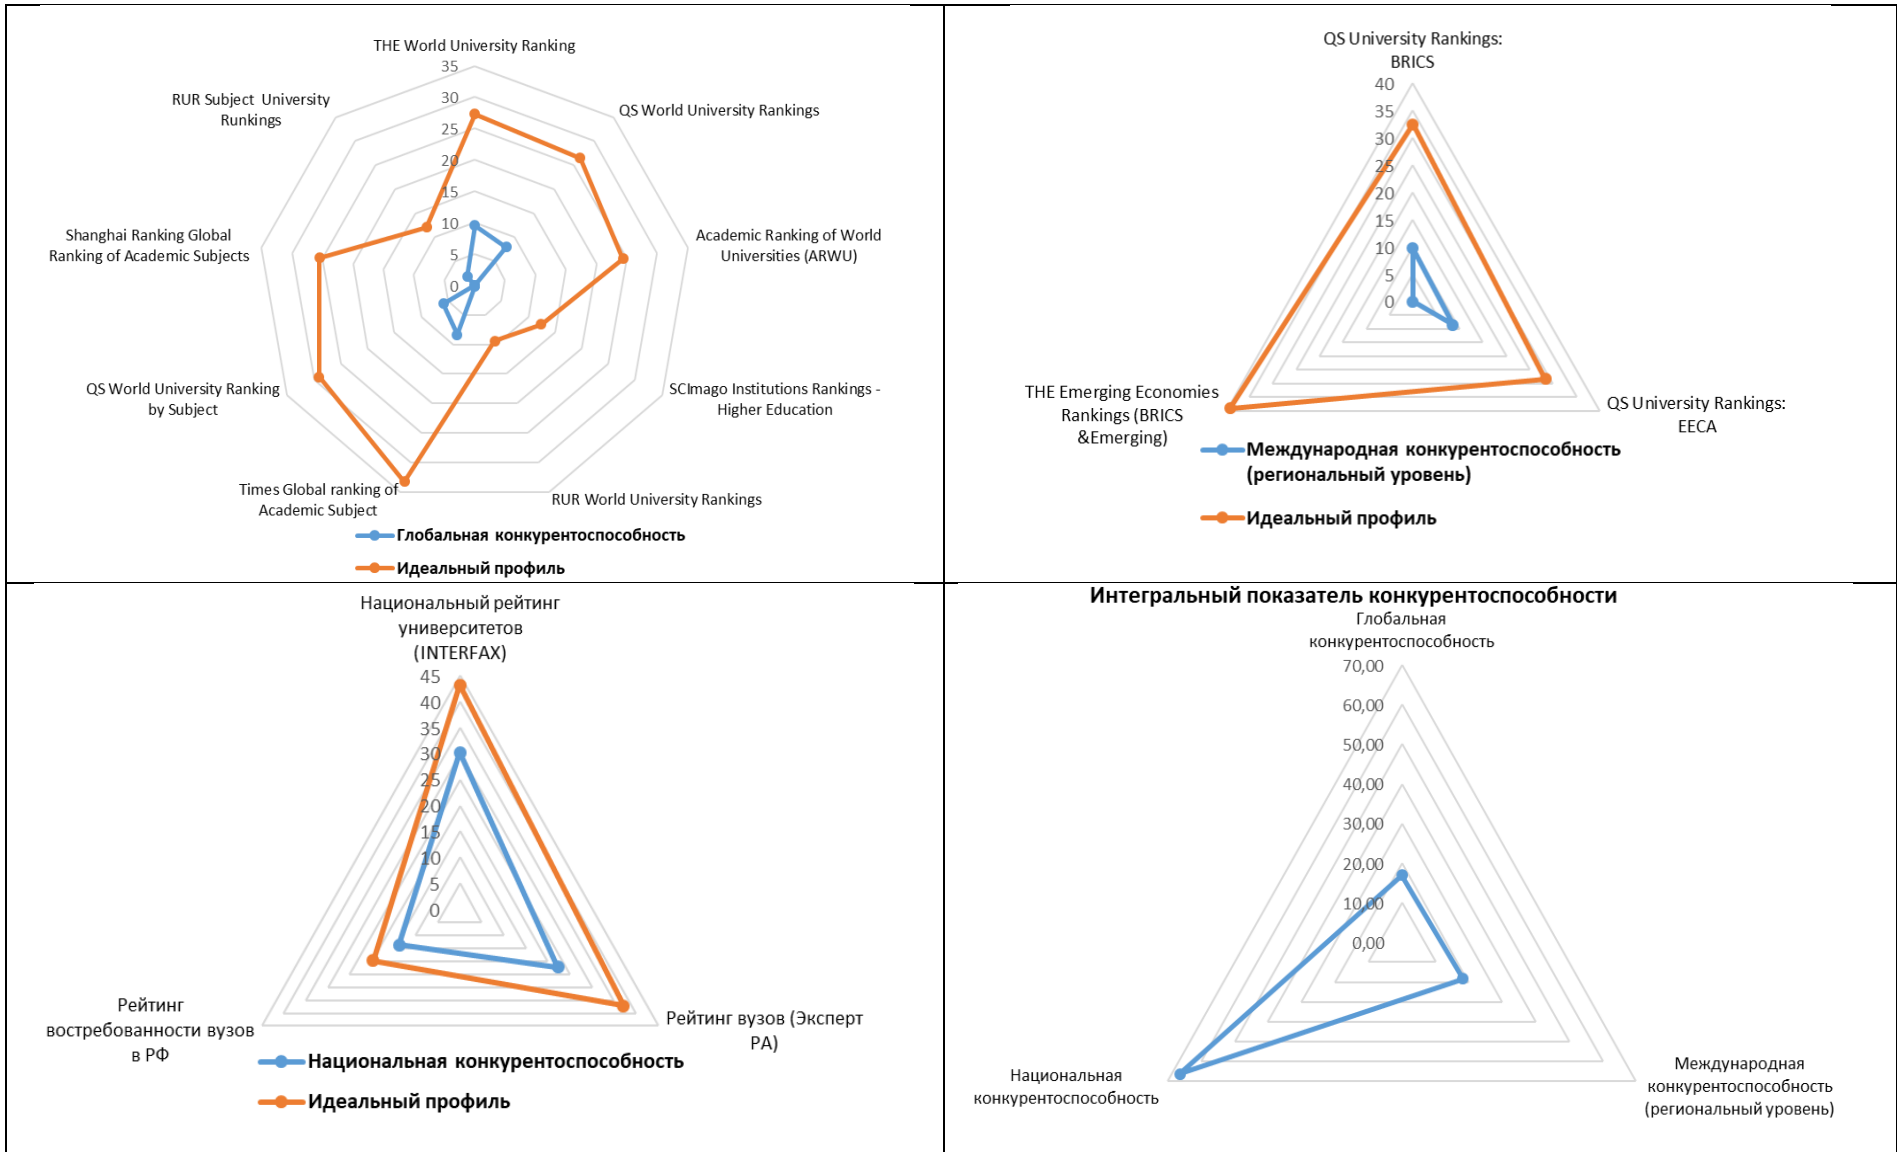 THE World University Ranking
35
30
25
20
15
10
5
0
QS World University Rankings
Academic Ranking of World
Universities (ARWU)
SCImago Institutions Rankings -
Higher Education
RUR World University Rankings
Times Global ranking of
Academic Subject
QS World University Ranking
by Subject
Shanghai Ranking Global
Ranking of Academic Subjects
RUR Subject University
Runkings
Глобальная конкурентоспособность
Идеальный профиль
QS University Rankings:
BRICS
40
35
30
25
20
15
10
5
0
QS University Rankings:
EECA
THE Emerging Economies
Rankings (BRICS
&Emerging)
Международная конкурентоспособность
(региональный уровень)
Идеальный профиль
Национальный рейтинг
университетов
(INTERFAX)
45
40
35
30
25
20
15
10
5
0
Рейтинг вузов (Эксперт
РА)
Рейтинг
востребованности вузов
в РФ
Национальная конкурентоспособность
Идеальный профиль
Интегральный показатель конкурентоспособности
Глобальная
конкурентоспособность
70,00
60,00
50,00
40,00
30,00
20,00
10,00
0,00
Международная
конкурентоспособность
(региональный уровень)
Национальная
конкурентоспособность